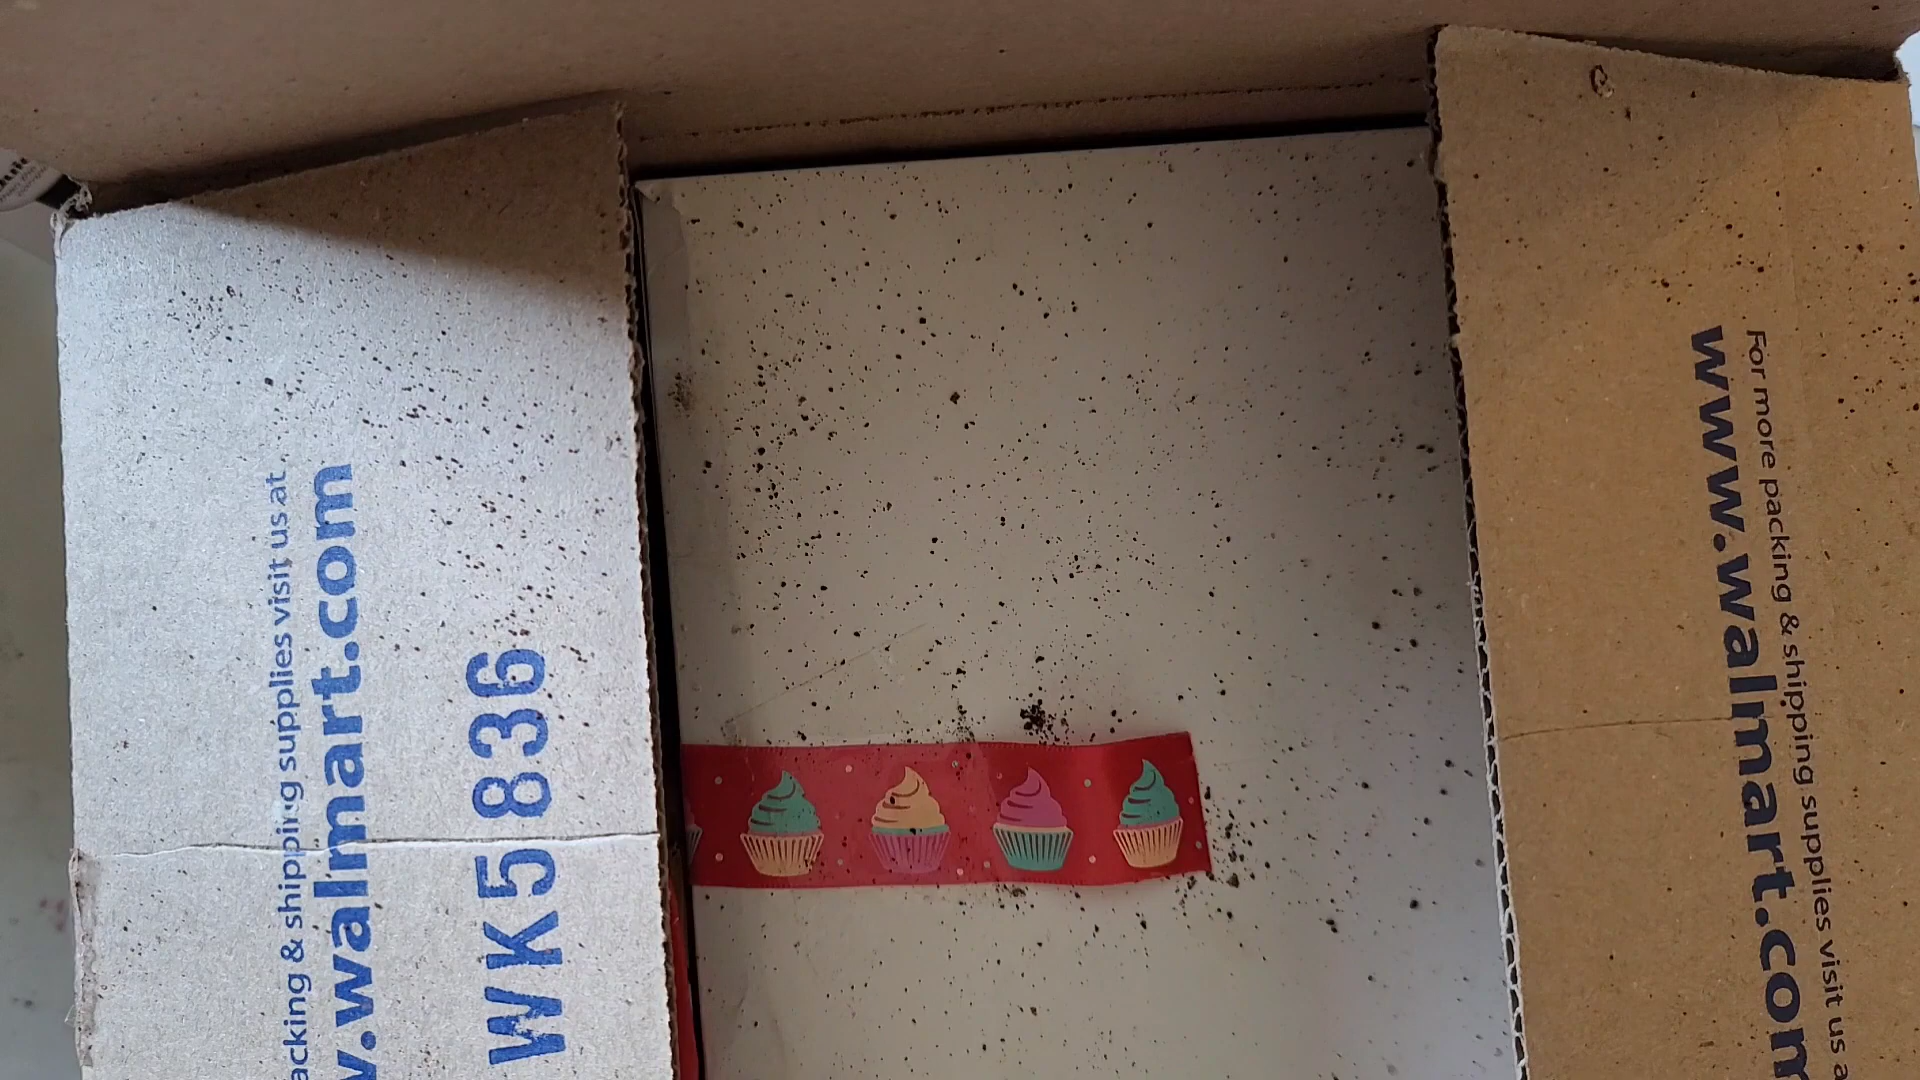 acking & shipping supplies visit us at
w.walmart.com
WK5836
For more packing & shipping supplies visit us a
www.walmart.com